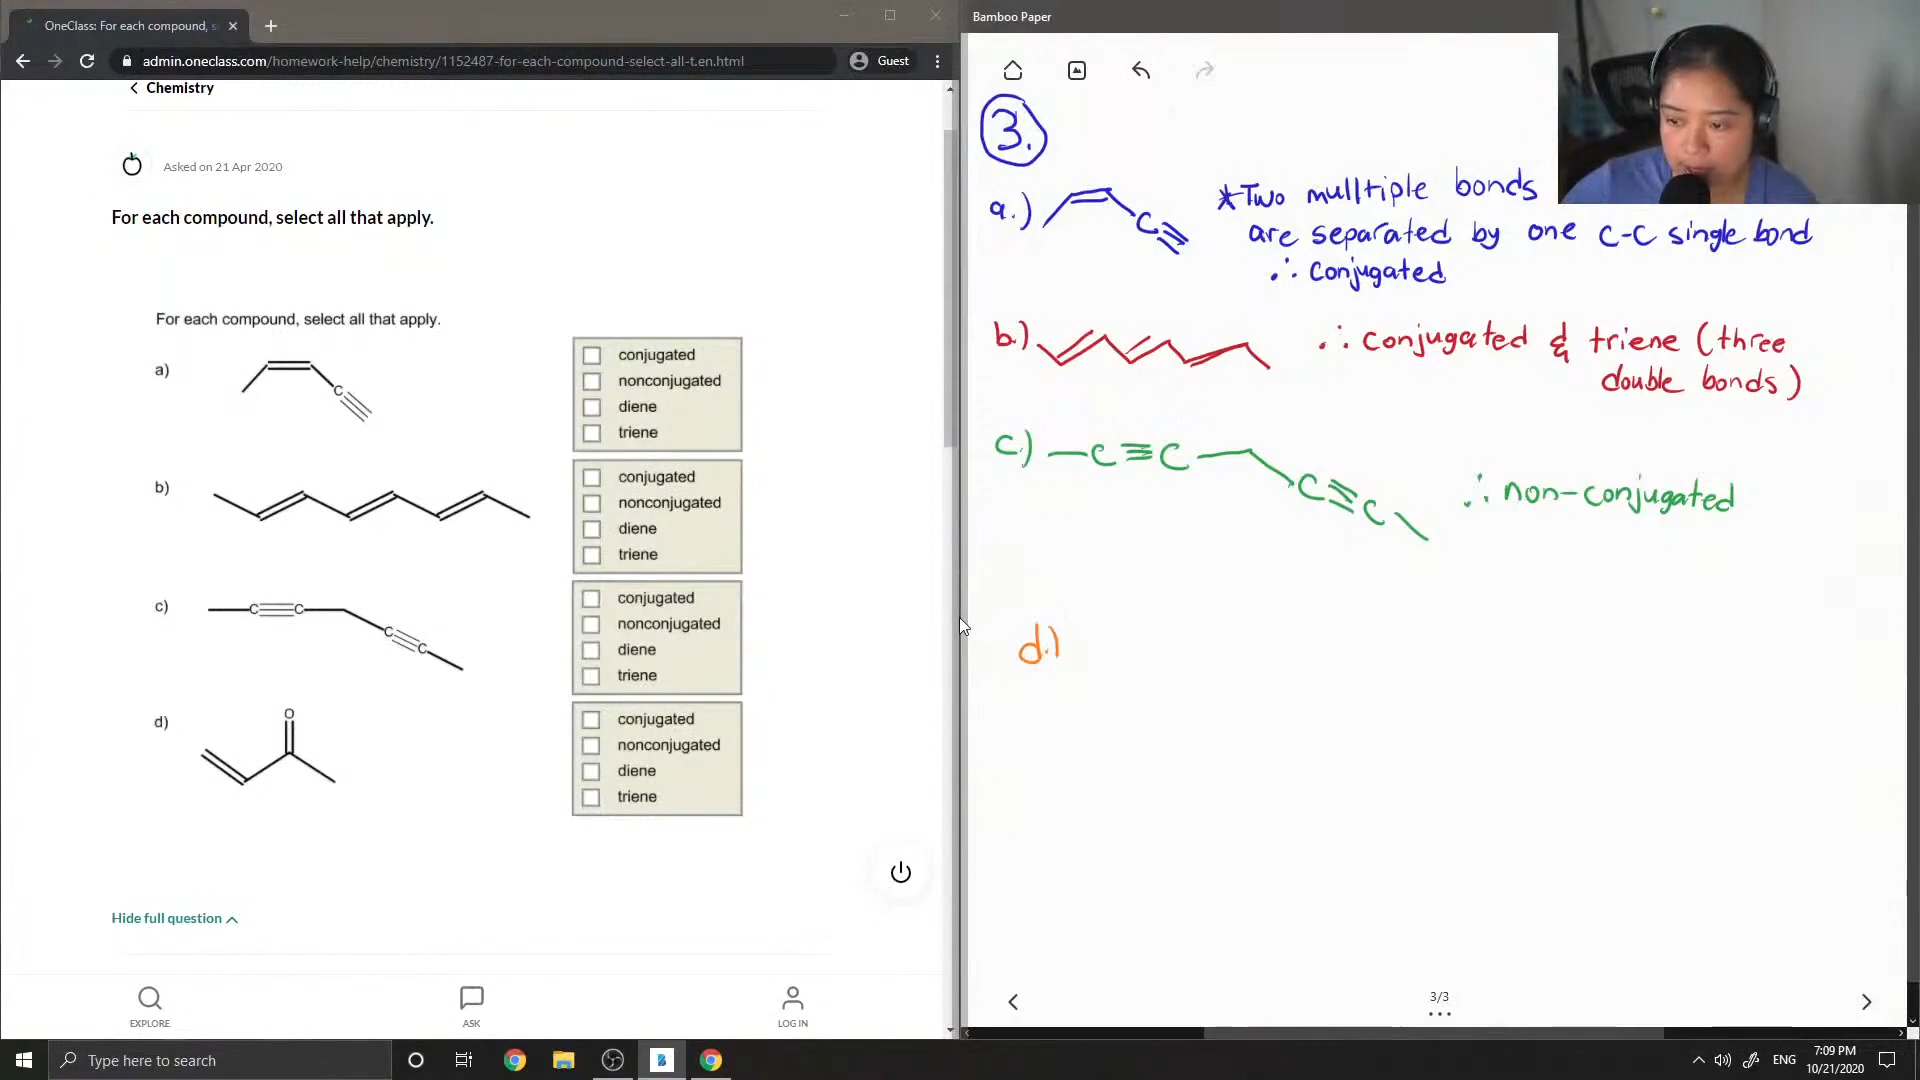 OneClass: For each compound, s
admin.oneclass.com/homework-help/chemistry/1152487-for-each-compound-select-all-t.en.html
Guest
Chemistry
Asked on 21 Apr 2020
For each compound, select all that apply.
For each compound, select all that apply.
a)
C
conjugated
nonconjugated
diene
triene
b)
conjugated
nonconjugated
diene
triene
c)
C C
C C
conjugated
nonconjugated
diene
triene
d)
O
conjugated
nonconjugated
diene
triene
Hide full question
EXPLORE
ASK
LOG IN
Bamboo Paper
3.
a.) C≡
*Two mulltiple bonds
are separated by one C-C single bond
∴ Conjugated
b.)
∴ conjugated & triene (three
double bonds)
c.) —C≡C
C≡C
∴ non-conjugated
d.)
3/3
Type here to search
ENG
7:09 PM
10/21/2020